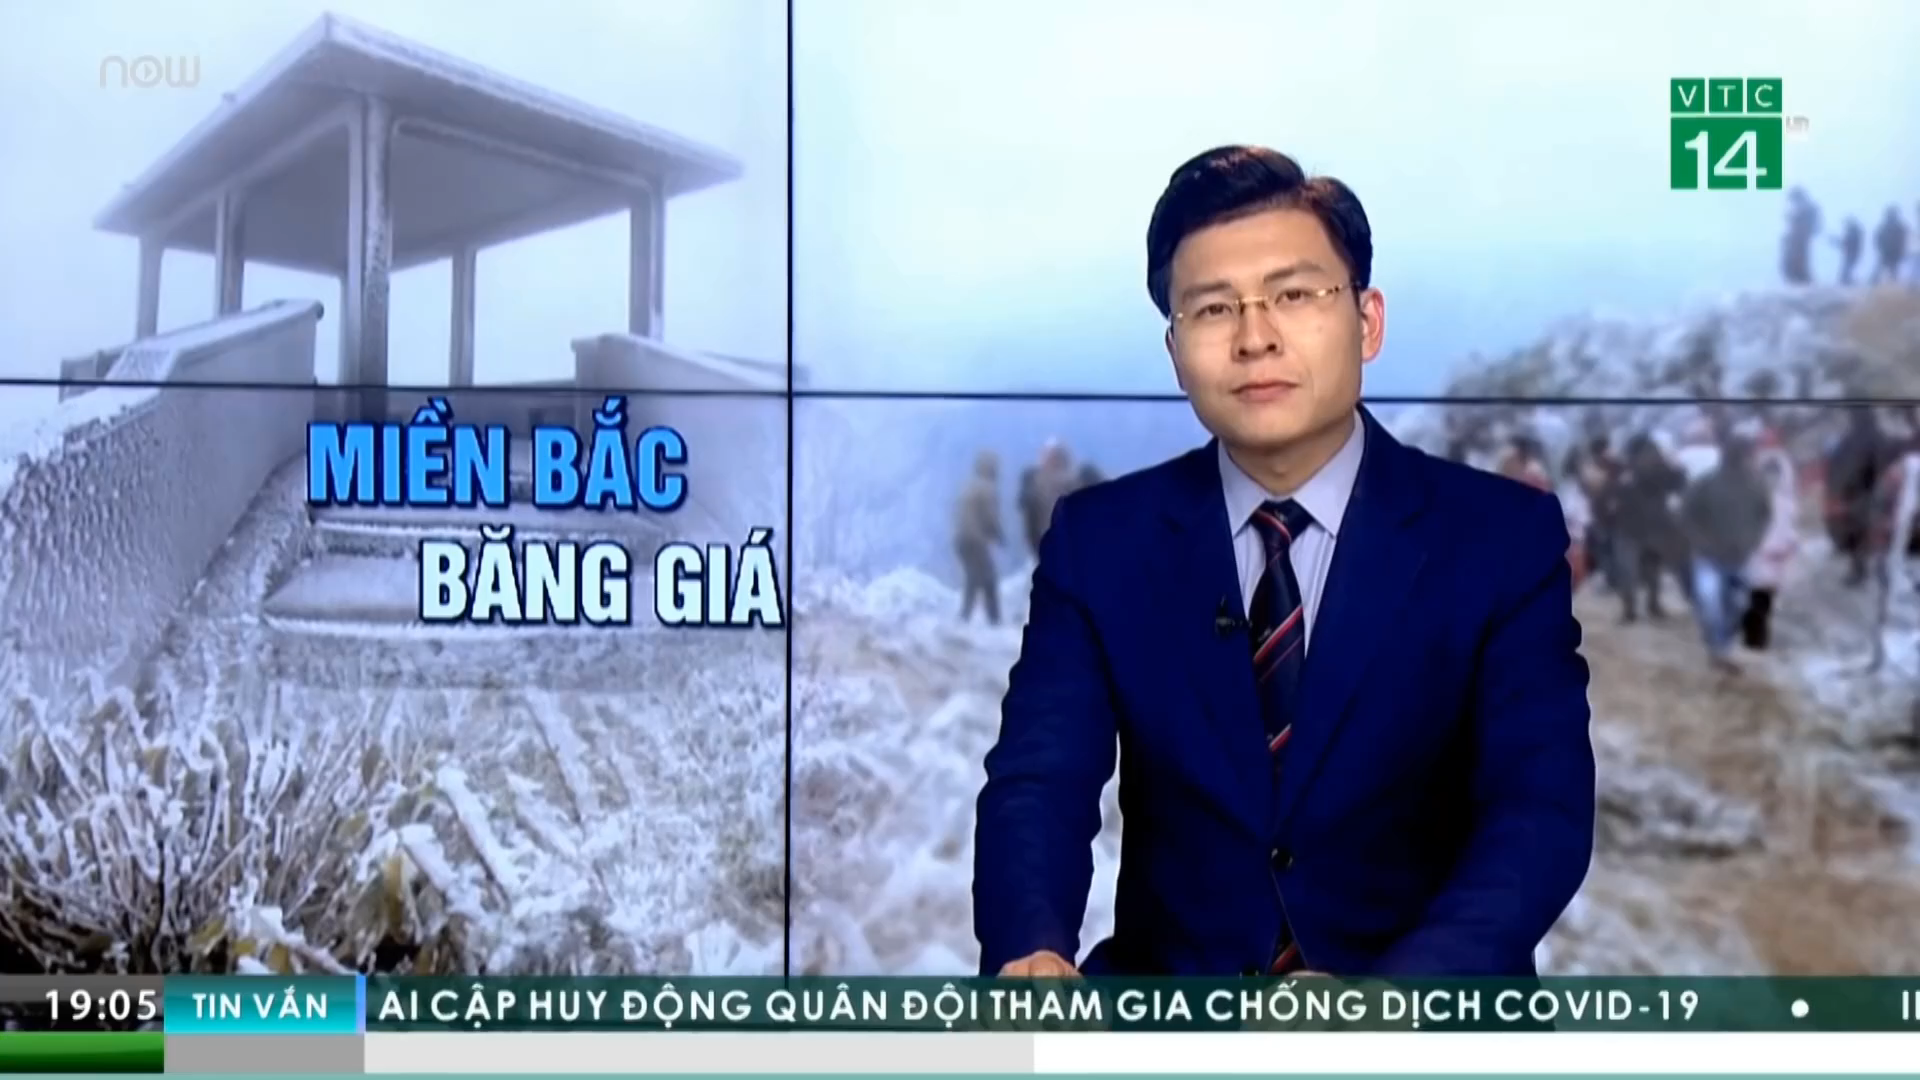 now
VTC
14
MIỀN BẮC
BĂNG GIÁ
19:05 TIN VẮN AI CẬP HUY ĐỘNG QUÂN ĐỘI THAM GIA CHỐNG DỊCH COVID-19 •